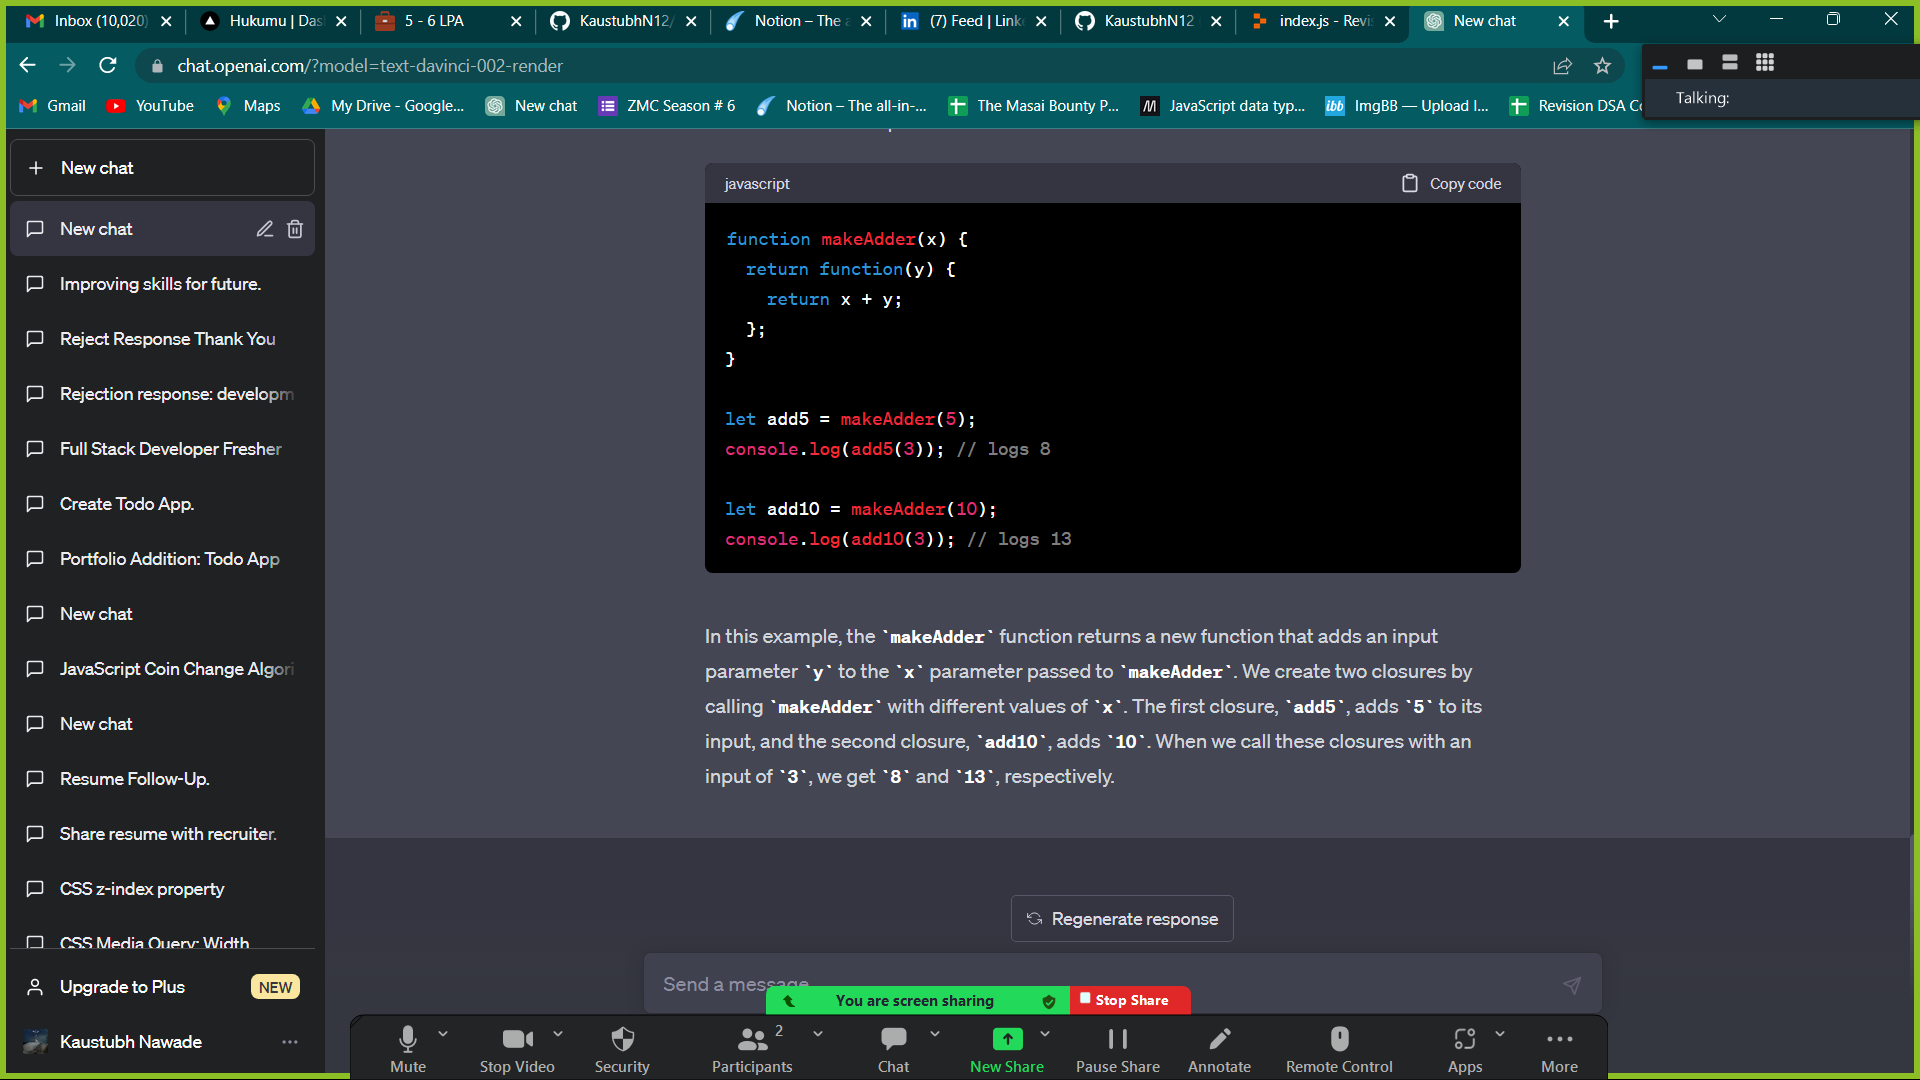 Inbox (10,020)
Hukumu | Das
5 - 6 LPA
KaustubhN12/
Notion – The a
(7) Feed | Link
KaustubhN12
index.js - Revis
New chat
chat.openai.com/?model=text-davinci-002-render
Talking:
Gmail
YouTube
Maps
My Drive - Google...
New chat
ZMC Season # 6
Notion – The all-in-...
The Masai Bounty P...
JavaScript data typ...
ImgBB — Upload I...
Revision DSA Co
New chat
New chat
Improving skills for future.
Reject Response Thank You
Rejection response: developm
Full Stack Developer Fresher
Create Todo App.
Portfolio Addition: Todo App
New chat
JavaScript Coin Change Algori
New chat
Resume Follow-Up.
Share resume with recruiter.
CSS z-index property
CSS Media Query: Width
Upgrade to Plus NEW
Kaustubh Nawade
javascript Copy code
function makeAdder(x) {
  return function(y) {
    return x + y;
  };
}
let add5 = makeAdder(5);
console.log(add5(3)); // logs 8
let add10 = makeAdder(10);
console.log(add10(3)); // logs 13
In this example, the `makeAdder` function returns a new function that adds an input
parameter `y` to the `x` parameter passed to `makeAdder`. We create two closures by
calling `makeAdder` with different values of `x`. The first closure, `add5`, adds `5` to its
input, and the second closure, `add10`, adds `10`. When we call these closures with an
input of `3`, we get `8` and `13`, respectively.
Regenerate response
Send a message
You are screen sharing
Stop Share
Mute
Stop Video
Security
Participants 2
Chat
New Share
Pause Share
Annotate
Remote Control
Apps
More